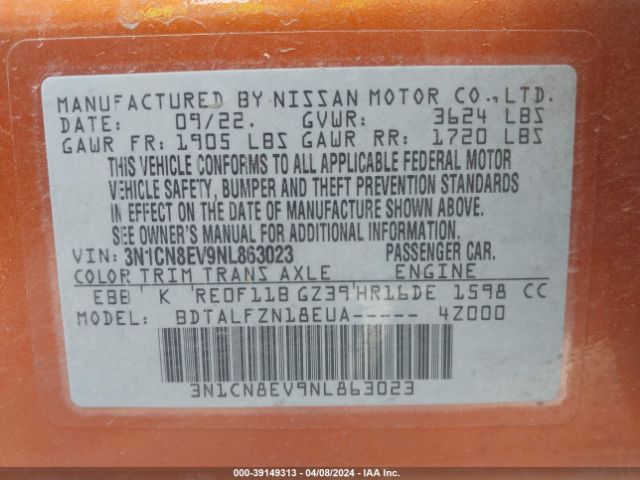 MANUFACTURED BY NISSAN MOTOR CO.,LTD.
DATE: 09/22. GVWR: 3624 LBS
GAWR FR: 1905 LBS GAWR RR: 1720 LBS
THIS VEHICLE CONFORMS TO ALL APPLICABLE FEDERAL MOTOR
VEHICLE SAFETY, BUMPER AND THEFT PREVENTION STANDARDS
IN EFFECT ON THE DATE OF MANUFACTURE SHOWN ABOVE.
SEE OWNER'S MANUAL FOR ADDITIONAL INFORMATION.
VIN: 3N1CN8EV9NL863023 PASSENGER CAR.
COLOR TRIM TRANS AXLE ENGINE
EBB K RE0F11B GZ39 HR16DE 1598 CC
MODEL: BDTALFZN18EUA----- 4Z000
3N1CN8EV9NL863023
000-39149313 - 04/08/2024 - IAAI.COM